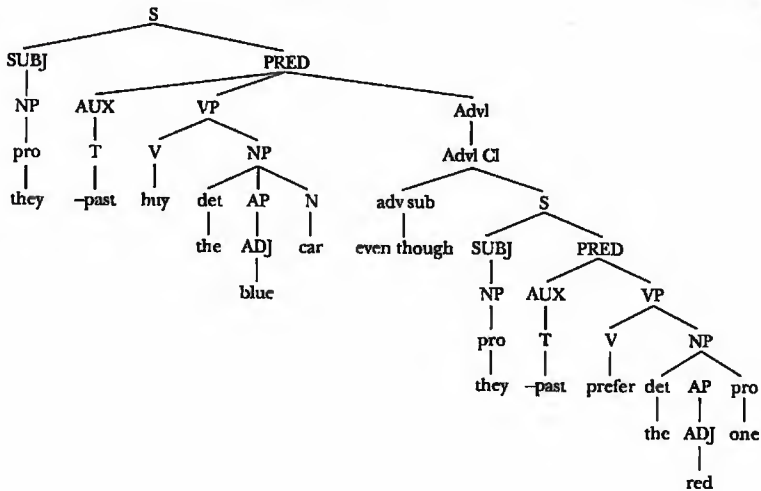 S
SUBJ PRED
NP AUX VP Advl
pro T V NP Advl Cl
they –past buy det AP N adv sub S
the ADJ car even though SUBJ PRED
blue NP AUX VP
pro T V NP
they –past prefer det AP pro
the ADJ one
red